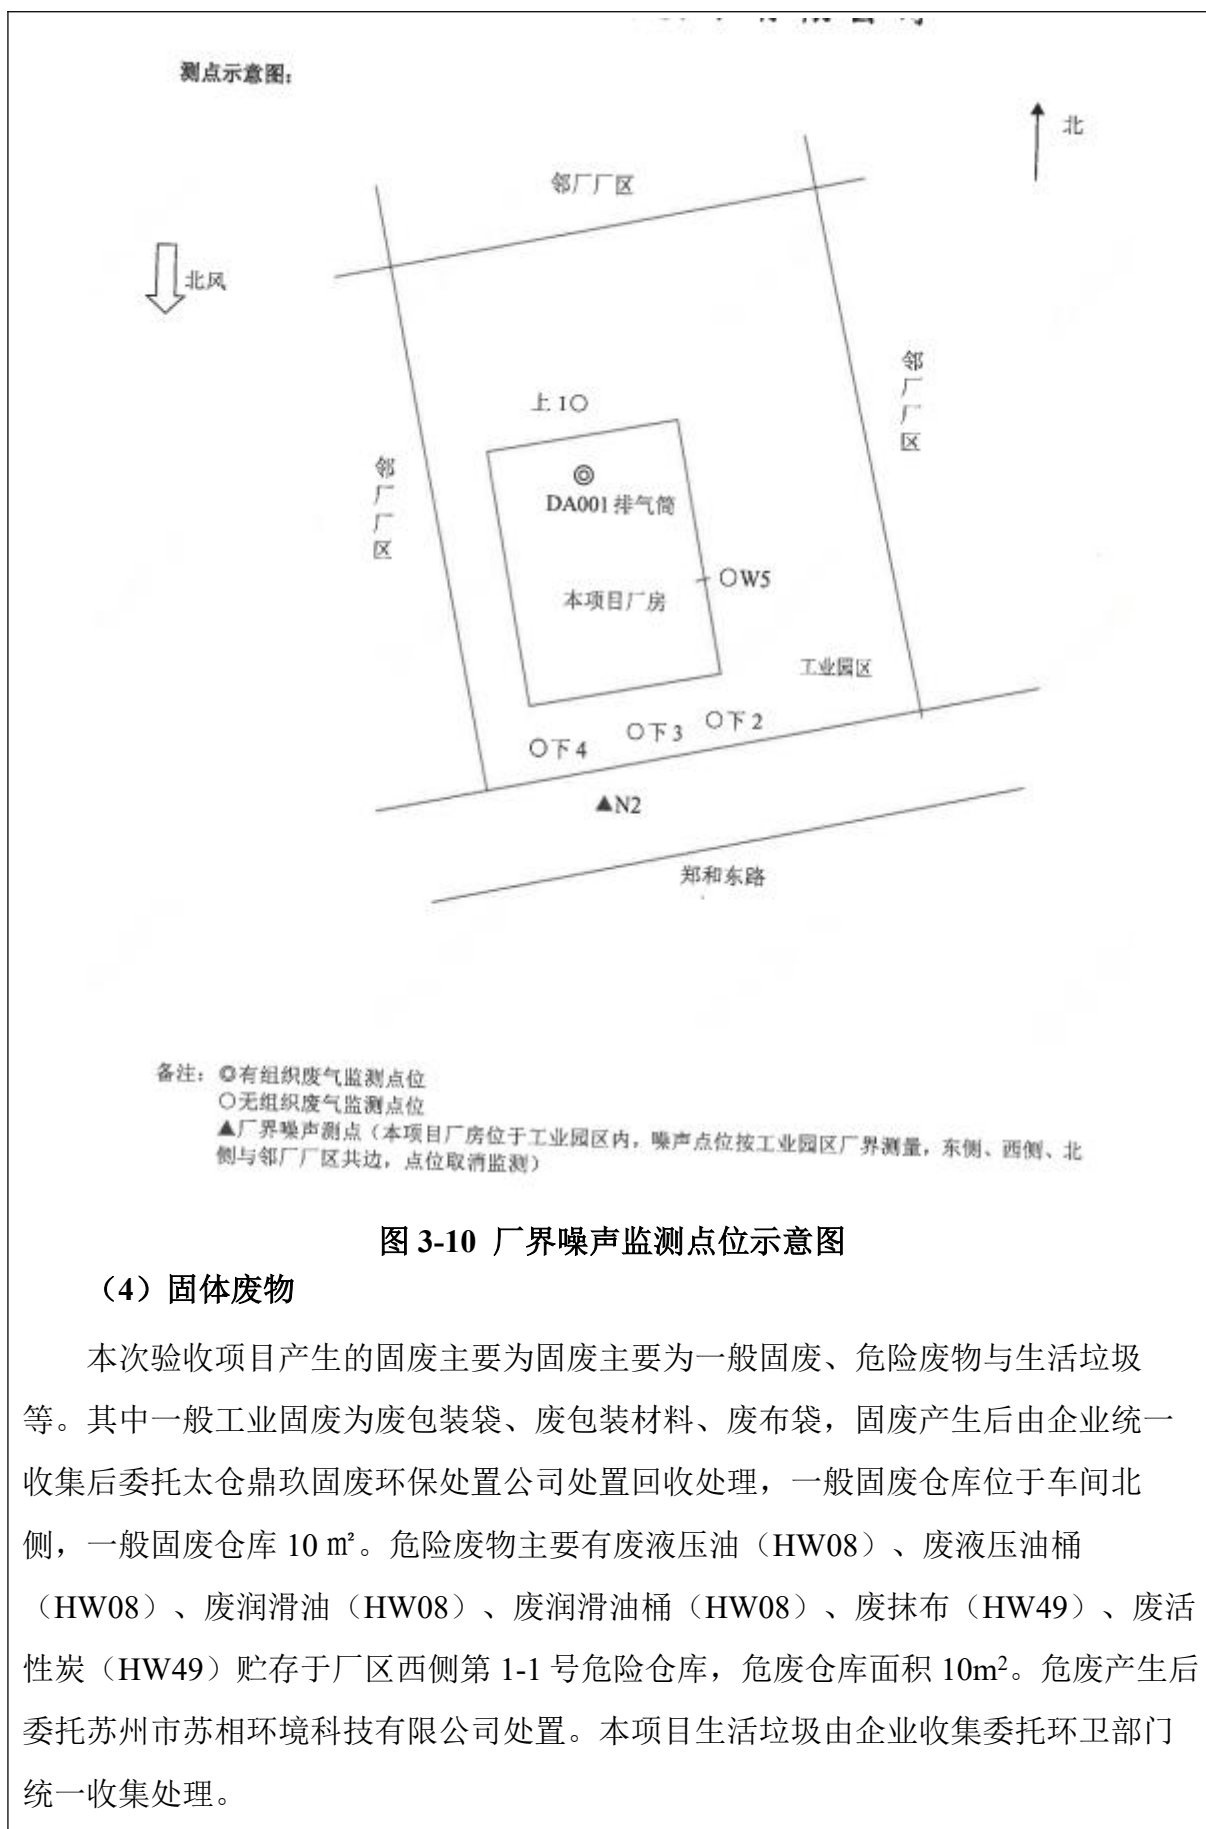 测点示意图：
北
邻厂厂区
北风
邻厂厂区
上 1○
邻厂厂区
◎
DA001 排气筒
○W5
本项目厂房
工业园区
○下 2
○下 3
○下 4
▲N2
郑和东路
备注：◎有组织废气监测点位
○无组织废气监测点位
▲厂界噪声测点（本项目厂房位于工业园区内，噪声点位按工业园区厂界测量，东侧、西侧、北
侧与邻厂厂区共边，点位取消监测）
图 3-10 厂界噪声监测点位示意图
（4）固体废物
本次验收项目产生的固废主要为固废主要为一般固废、危险废物与生活垃圾
等。其中一般工业固废为废包装袋、废包装材料、废布袋，固废产生后由企业统一
收集后委托太仓鼎玖固废环保处置公司处置回收处理，一般固废仓库位于车间北
侧，一般固废仓库 10 ㎡。危险废物主要有废液压油（HW08）、废液压油桶
（HW08）、废润滑油（HW08）、废润滑油桶（HW08）、废抹布（HW49）、废活
性炭（HW49）贮存于厂区西侧第 1-1 号危险仓库，危废仓库面积 10m²。危废产生后
委托苏州市苏相环境科技有限公司处置。本项目生活垃圾由企业收集委托环卫部门
统一收集处理。